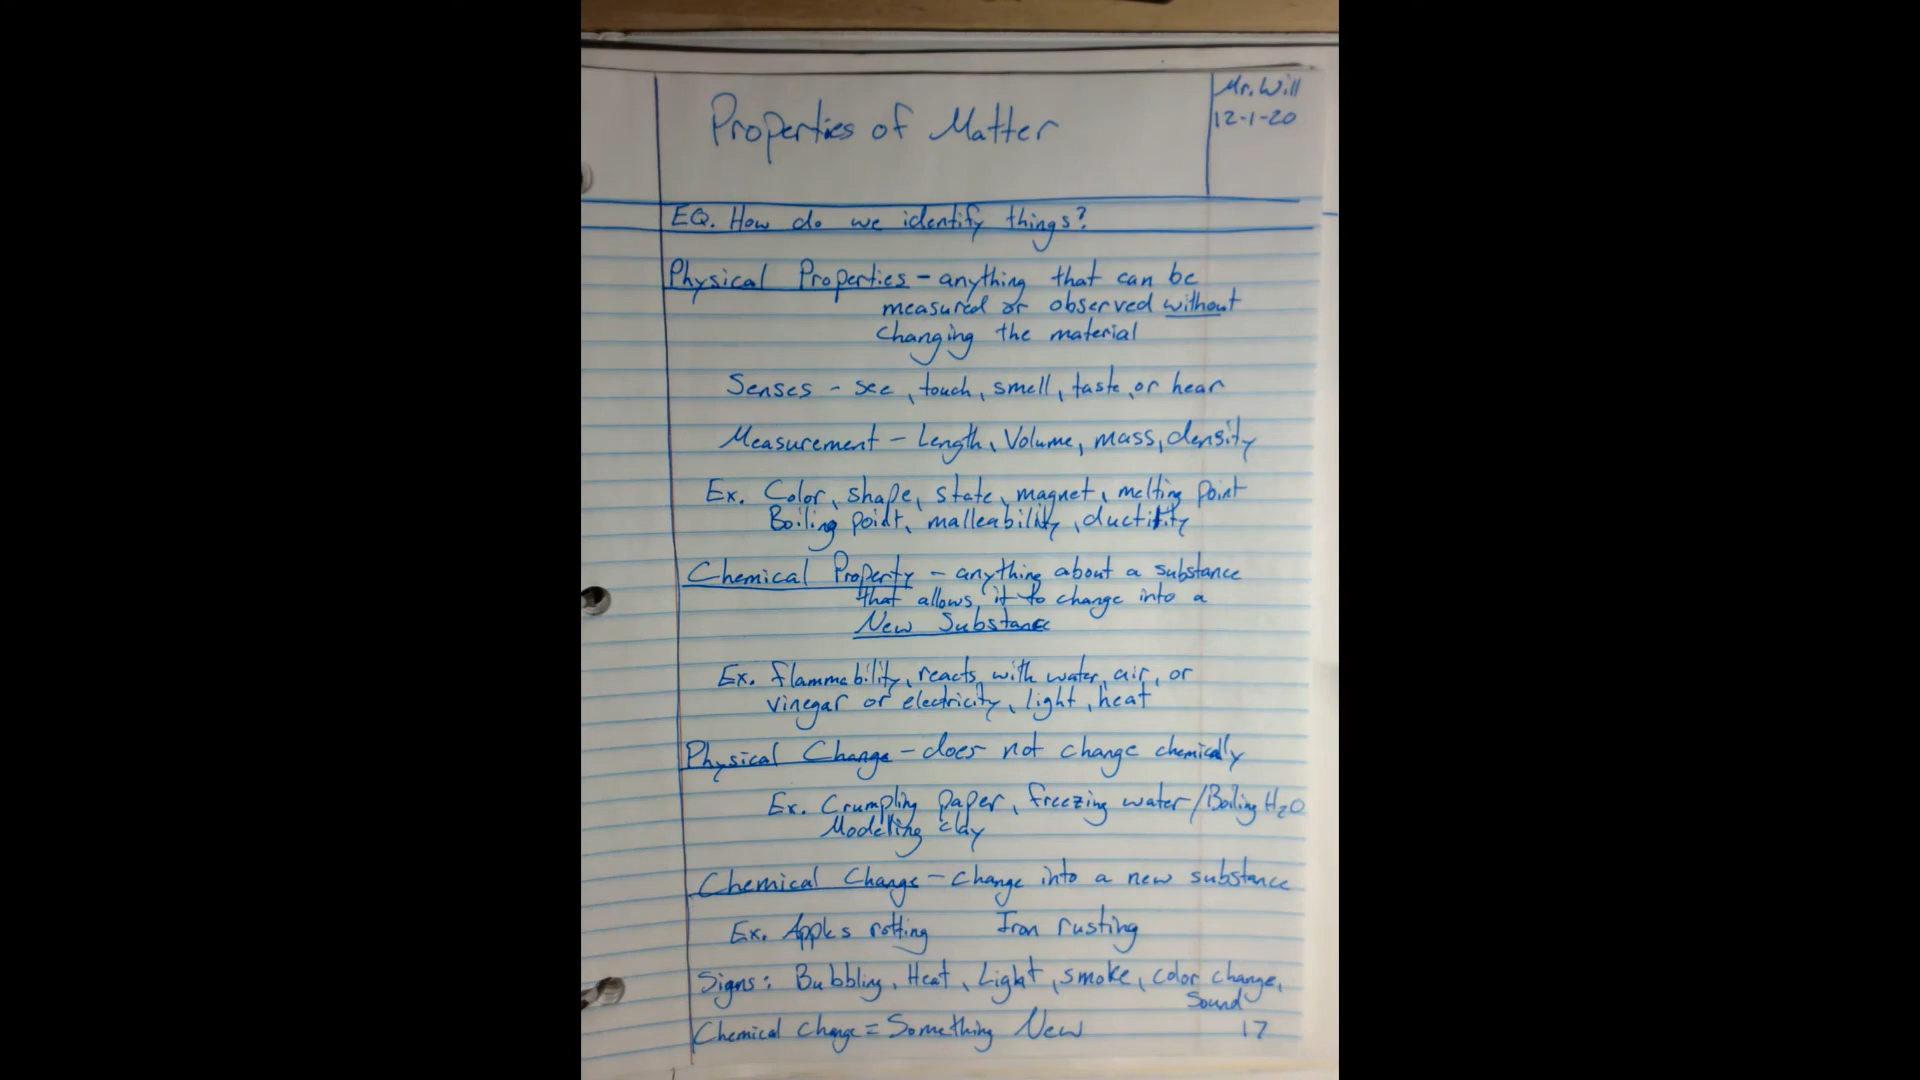 Properties of Matter
Mr. Will
12-1-20
EQ. How do we identify things?
Physical Properties - anything that can be
measured or observed without
changing the material
Senses - see, touch, smell, taste, or hear
Measurement - Length, Volume, mass, density
Ex. Color, shape, state, magnet, melting point
Boiling point, malleability, ductility
Chemical Property - anything about a substance
that allows it to change into a
New Substance
Ex. flammability, reacts with water, air, or
vinegar or electricity, light, heat
Physical Change - does not change chemically
Ex. Crumpling paper, freezing water/Boiling H₂O
Modeling clay
Chemical Change - change into a new substance
Ex. Apples rotting Iron rusting
Signs: Bubbling, Heat, Light, smoke, color change,
Sound
Chemical change = Something New
17